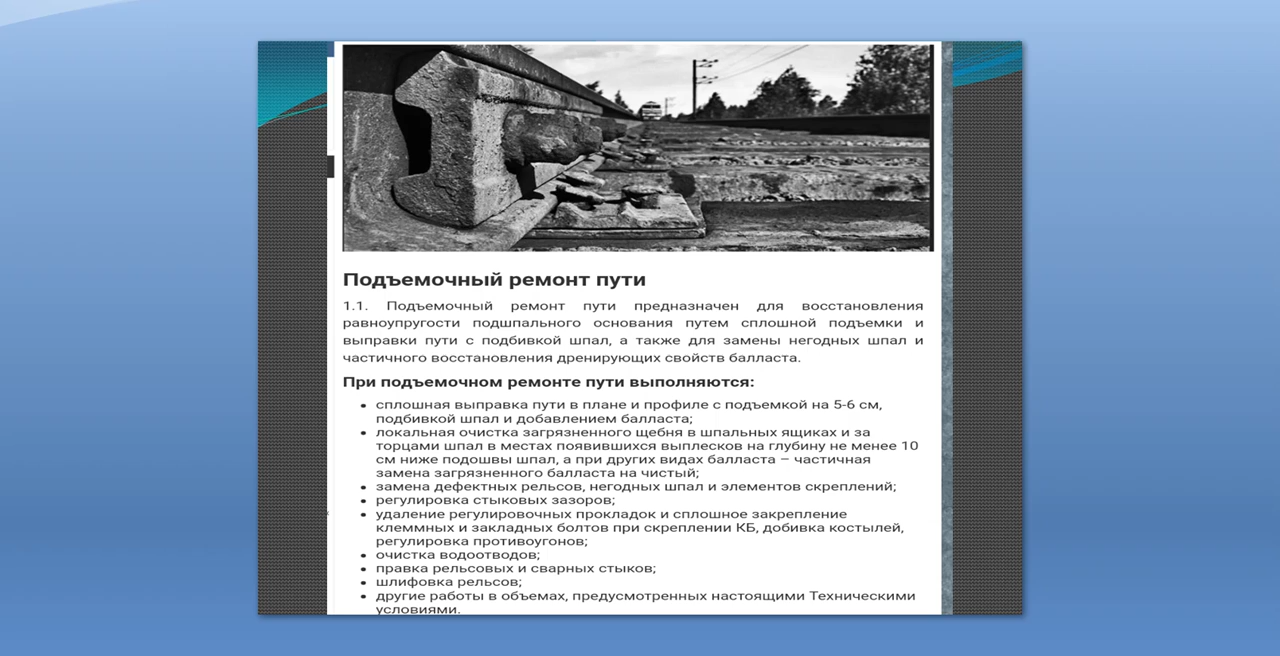 Подъемочный ремонт пути
1.1. Подъемочный ремонт пути предназначен для восстановления
равноупругости подшпального основания путем сплошной подъемки и
выправки пути с подбивкой шпал, а также для замены негодных шпал и
частичного восстановления дренирующих свойств балласта.
При подъемочном ремонте пути выполняются:
• сплошная выправка пути в плане и профиле с подъемкой на 5-6 см,
подбивкой шпал и добавлением балласта;
• локальная очистка загрязненного щебня в шпальных ящиках и за
торцами шпал в местах появившихся выплесков на глубину не менее 10
см ниже подошвы шпал, а при других видах балласта – частичная
замена загрязненного балласта на чистый;
• замена дефектных рельсов, негодных шпал и элементов скреплений;
• регулировка стыковых зазоров;
• удаление регулировочных прокладок и сплошное закрепление
клеммных и закладных болтов при скреплении КБ, добивка костылей,
регулировка противоугонов;
• очистка водоотводов;
• правка рельсовых и сварных стыков;
• шлифовка рельсов;
• другие работы в объемах, предусмотренных настоящими Техническими
условиями.